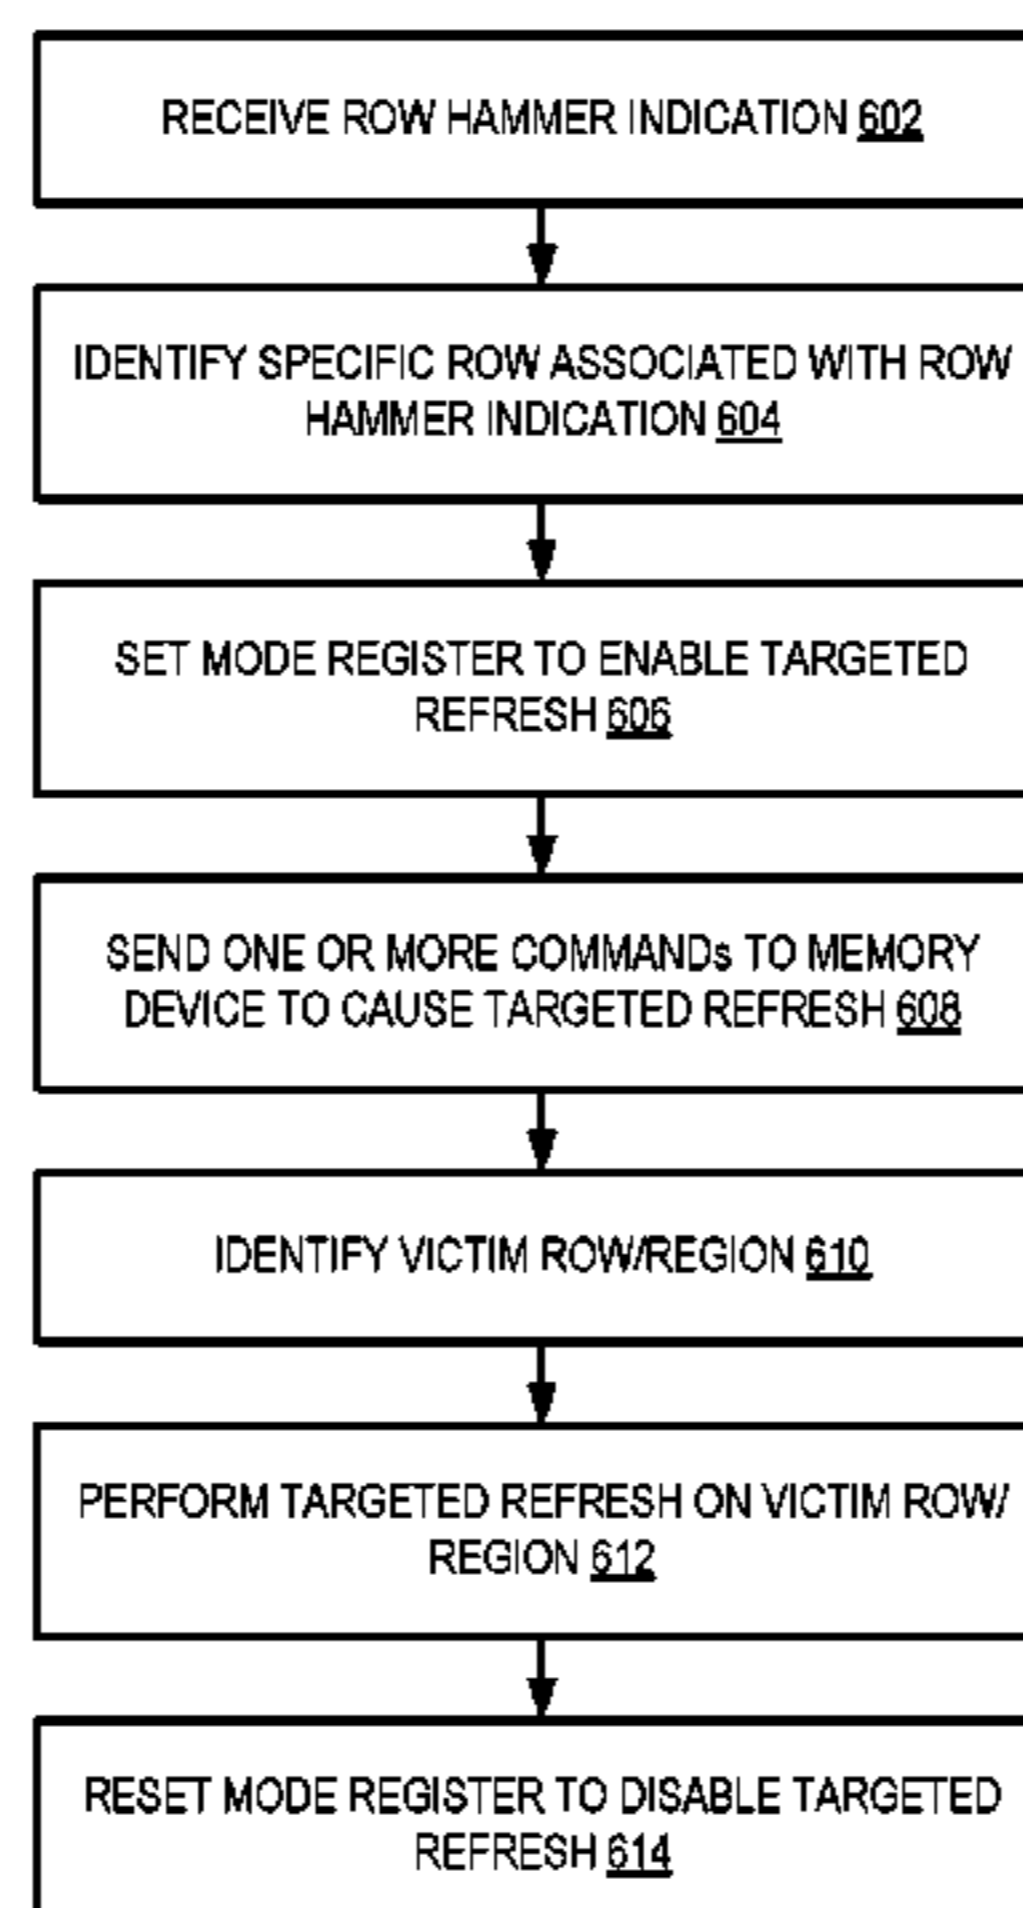 RECEIVE ROW HAMMER INDICATION 602
IDENTIFY SPECIFIC ROW ASSOCIATED WITH ROW
HAMMER INDICATION 604
SET MODE REGISTER TO ENABLE TARGETED
REFRESH 606
SEND ONE OR MORE COMMANDs TO MEMORY
DEVICE TO CAUSE TARGETED REFRESH 608
IDENTIFY VICTIM ROW/REGION 610
PERFORM TARGETED REFRESH ON VICTIM ROW/
REGION 612
RESET MODE REGISTER TO DISABLE TARGETED
REFRESH 614